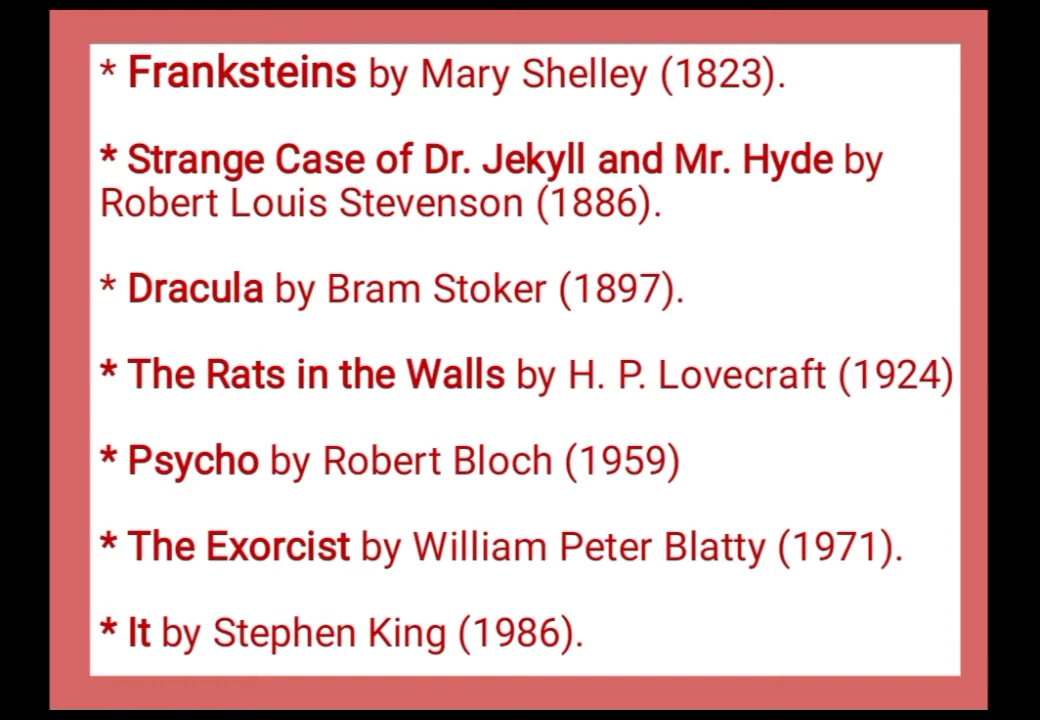 * Franksteins by Mary Shelley (1823).
* Strange Case of Dr. Jekyll and Mr. Hyde by
Robert Louis Stevenson (1886).
* Dracula by Bram Stoker (1897).
* The Rats in the Walls by H. P. Lovecraft (1924)
* Psycho by Robert Bloch (1959)
* The Exorcist by William Peter Blatty (1971).
* It by Stephen King (1986).